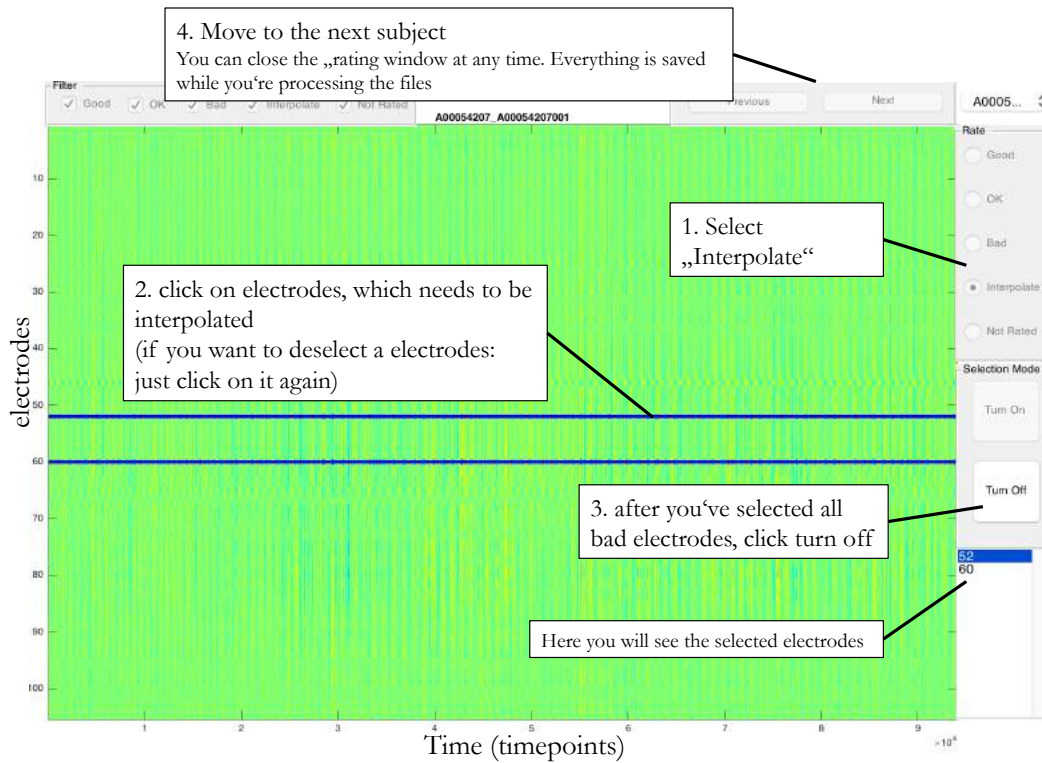 4. Move to the next subject
You can close the „rating window at any time. Everything is saved
while you're processing the files
Filter
Good
OK
Bad
Interpolate
Not Rated
A00054207_A00054207001
Previous
Next
A0005...
Rate
Good
OK
Bad
Interpolate
Not Rated
1. Select
„Interpolate“
2. click on electrodes, which needs to be
interpolated
(if you want to deselect a electrodes:
just click on it again)
electrodes
10
20
30
40
50
60
70
80
90
100
Selection Mode
Turn On
Turn Off
3. after you've selected all
bad electrodes, click turn off
52
60
Here you will see the selected electrodes
1
2
3
4
5
6
7
8
9
Time (timepoints)